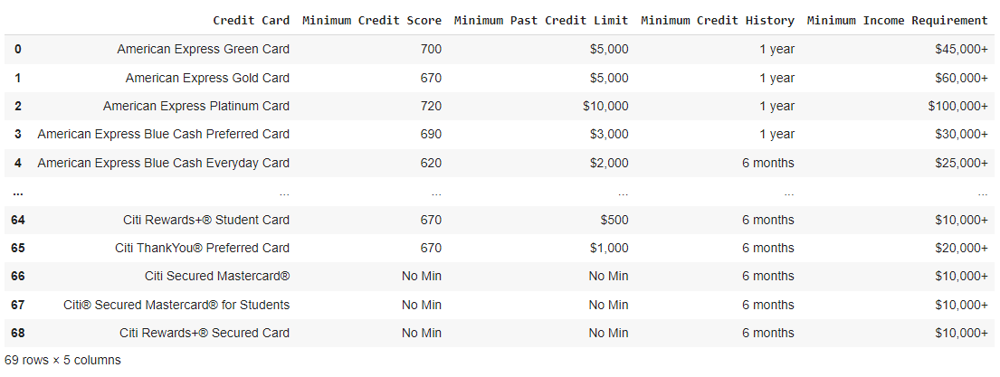 Credit Card Minimum Credit Score Minimum Past Credit Limit Minimum Credit History Minimum Income Requirement
0 American Express Green Card 700 $5,000 1 year $45,000+
1 American Express Gold Card 670 $5,000 1 year $60,000+
2 American Express Platinum Card 720 $10,000 1 year $100,000+
3 American Express Blue Cash Preferred Card 690 $3,000 1 year $30,000+
4 American Express Blue Cash Everyday Card 620 $2,000 6 months $25,000+
... ... ... ... ... ...
64 Citi Rewards+® Student Card 670 $500 6 months $10,000+
65 Citi ThankYou® Preferred Card 670 $1,000 6 months $20,000+
66 Citi Secured Mastercard® No Min No Min 6 months $10,000+
67 Citi® Secured Mastercard® for Students No Min No Min 6 months $10,000+
68 Citi Rewards+® Secured Card No Min No Min 6 months $10,000+
69 rows × 5 columns